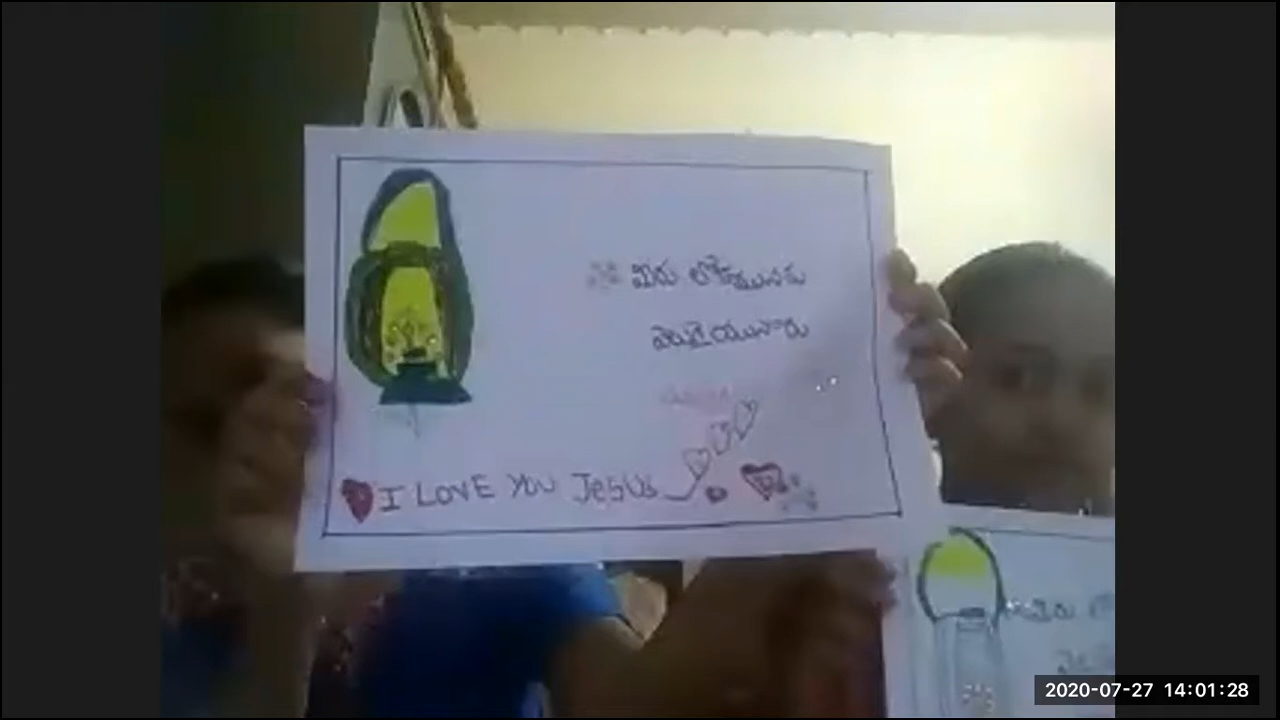 మీరు లోకమునకు
వెలుగైయున్నారు
I LOVE YOU Jesus
మీరు లో
2020-07-27 14:01:28